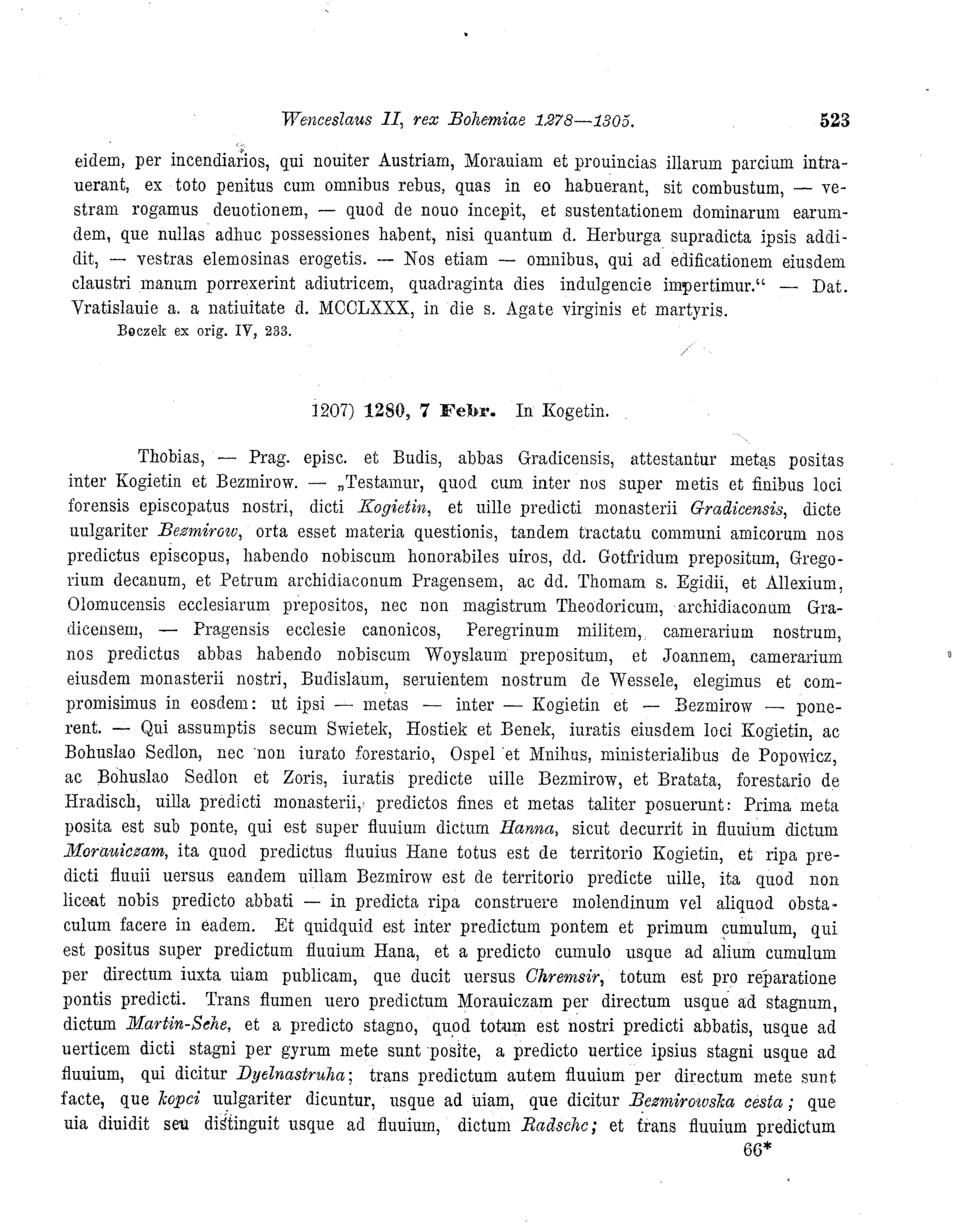 Wenceslaus II, rex Bohemiae 1278—1305. 523
eidem, per incendiarios, qui nouiter Austriam, Morauiam et prouincias illarum parcium intra-
uerant, ex toto penitus cum omnibus rebus, quas in eo habuerant, sit combustum, — ve-
stram rogamus deuotionem, — quod de nouo incepit, et sustentationem dominarum earum-
dem, que nullas adhuc possessiones habent, nisi quantum d. Herburga supradicta ipsis addi-
dit, — vestras elemosinas erogetis. — Nos etiam — omnibus, qui ad edificationem eiusdem
claustri manum porrexerint adiutricem, quadraginta dies indulgencie impertimur.“ — Dat.
Vratislauie a. a natiuitate d. MCCLXXX, in die s. Agate virginis et martyris.
Boczek ex orig. IV, 233.
1207) 1280, 7 Febr. In Kogetin.
Thobias, — Prag. episc. et Budis, abbas Gradicensis, attestantur metas positas
inter Kogietin et Bezmirow. — „Testamur, quod cum inter nos super metis et finibus loci
forensis episcopatus nostri, dicti Kogietin, et uille predicti monasterii Gradicensis, dicte
uulgariter Bezmirow, orta esset materia questionis, tandem tractatu communi amicorum nos
predictus episcopus, habendo nobiscum honorabiles uiros, dd. Gotfridum prepositum, Grego-
rium decanum, et Petrum archidiaconum Pragensem, ac dd. Thomam s. Egidii, et Allexium,
Olomucensis ecclesiarum prepositos, nec non magistrum Theodoricum, archidiaconum Gra-
dicensem, — Pragensis ecclesie canonicos, Peregrinum militem, camerarium nostrum,
nos predictus abbas habendo nobiscum Woyslaum prepositum, et Joannem, camerarium
eiusdem monasterii nostri, Budislaum, seruientem nostrum de Wessele, elegimus et com-
promisimus in eosdem: ut ipsi — metas — inter — Kogietin et — Bezmirow — pone-
rent. — Qui assumptis secum Swietek, Hostiek et Benek, iuratis eiusdem loci Kogietin, ac
Bohuslao Sedlon, nec non iurato forestario, Ospel et Mnihus, ministerialibus de Popowicz,
ac Bohuslao Sedlon et Zoris, iuratis predicte uille Bezmirow, et Bratata, forestario de
Hradisch, uilla predicti monasterii, predictos fines et metas taliter posuerunt: Prima meta
posita est sub ponte, qui est super fluuium dictum Hanna, sicut decurrit in fluuium dictum
Morauiczam, ita quod predictus fluuius Hane totus est de territorio Kogietin, et ripa pre-
dicti fluuii uersus eandem uillam Bezmirow est de territorio predicte uille, ita quod non
liceat nobis predicto abbati — in predicta ripa construere molendinum vel aliquod obsta-
culum facere in eadem. Et quidquid est inter predictum pontem et primum cumulum, qui
est positus super predictum fluuium Hana, et a predicto cumulo usque ad alium cumulum
per directum iuxta uiam publicam, que ducit uersus Chremsir, totum est pro reparatione
pontis predicti. Trans flumen uero predictum Morauiczam per directum usque ad stagnum,
dictum Martin-Sehe, et a predicto stagno, quod totum est nostri predicti abbatis, usque ad
uerticem dicti stagni per gyrum mete sunt posite, a predicto uertice ipsius stagni usque ad
fluuium, qui dicitur Dyelnastruha; trans predictum autem fluuium per directum mete sunt
facte, que kopci uulgariter dicuntur, usque ad uiam, que dicitur Bezmirowska cesta; que
uia diuidit seu distinguit usque ad fluuium, dictum Radschc; et trans fluuium predictum
66*